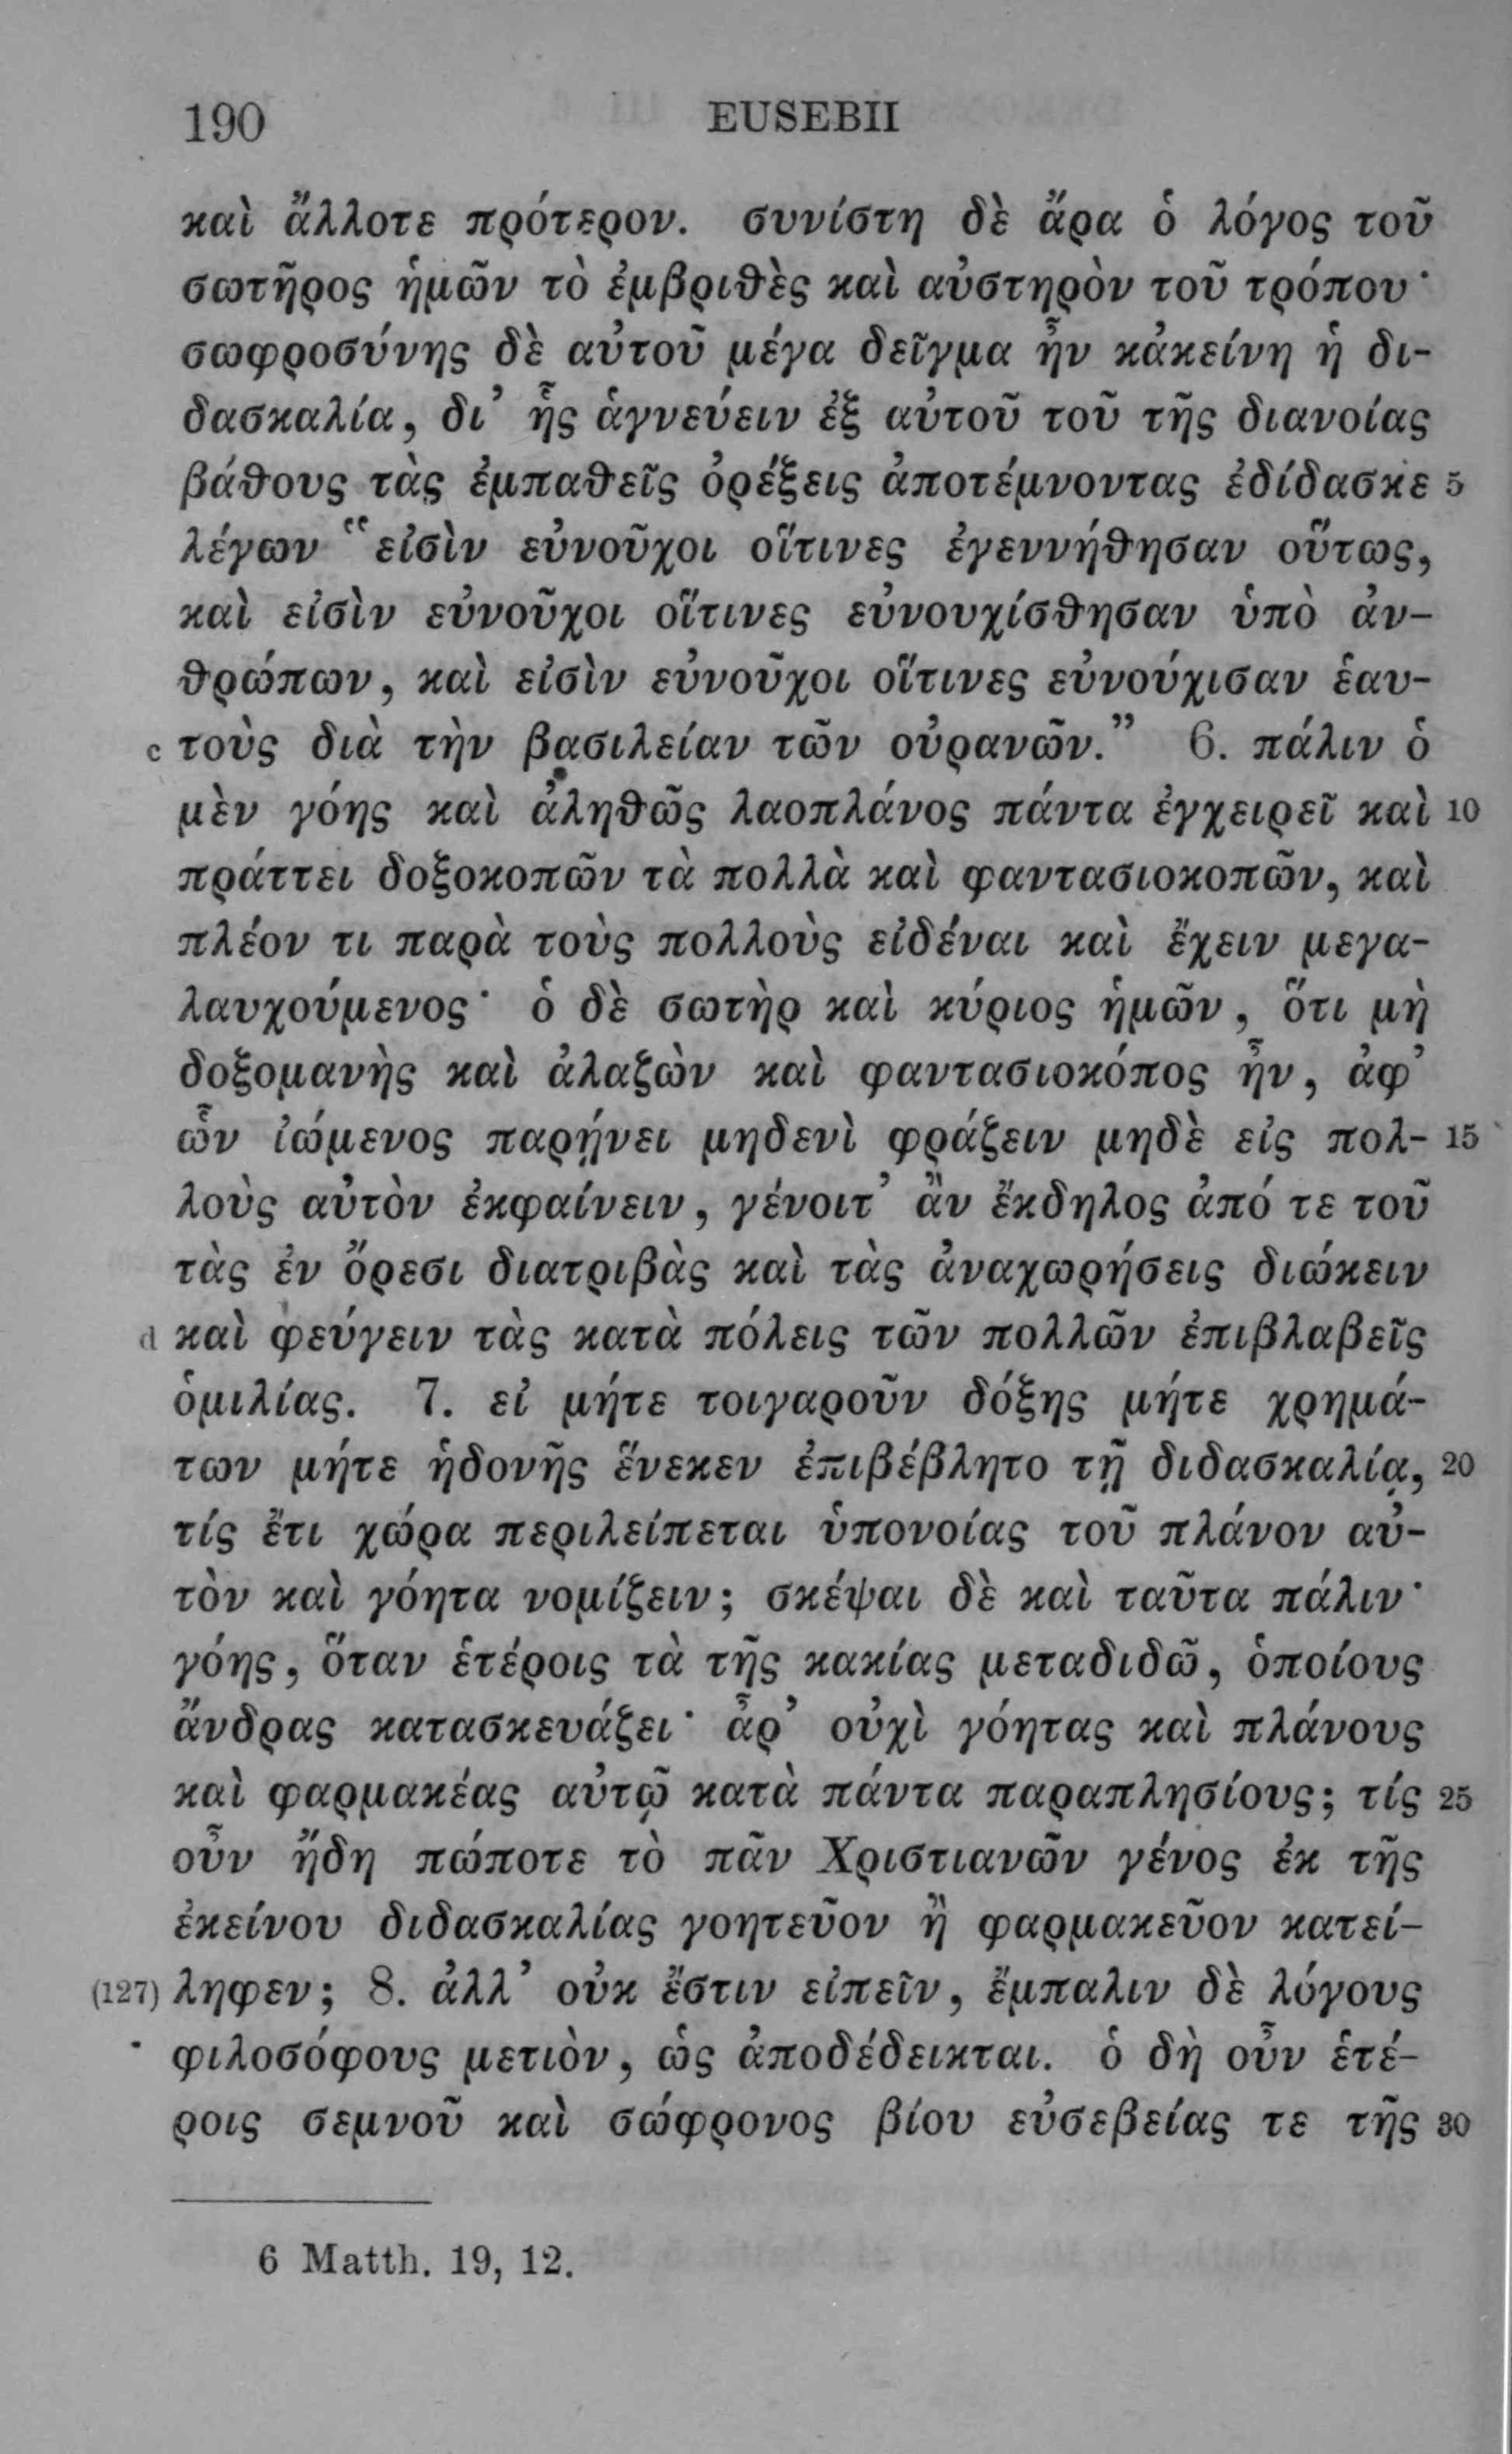 190 EUSEBII
καὶ ἄλλοτε πρότερον. συνίστη δὲ ἄρα ὁ λόγος τοῦ
σωτῆρος ἡμῶν τὸ ἐμβριθὲς καὶ αὐστηρὸν τοῦ τρόπου·
σωφροσύνης δὲ αὐτοῦ μέγα δεῖγμα ἦν κἀκείνη ἡ δι-
δασκαλία, δι’ ἧς ἁγνεύειν ἐξ αὐτοῦ τοῦ τῆς διανοίας
βάθους τὰς ἐμπαθεῖς ὀρέξεις ἀποτέμνοντας ἐδίδασκε 5
λέγων “εἰσὶν εὐνοῦχοι οἵτινες ἐγεννήθησαν οὕτως,
καὶ εἰσὶν εὐνοῦχοι οἵτινες εὐνουχίσθησαν ὑπὸ ἀν-
θρώπων, καὶ εἰσὶν εὐνοῦχοι οἵτινες εὐνούχισαν ἑαυ-
c τοὺς διὰ τὴν βασιλείαν τῶν οὐρανῶν.” 6. πάλιν ὁ
μὲν γόης καὶ ἀληθῶς λαοπλάνος πάντα ἐγχειρεῖ καὶ 10
πράττει δοξοκοπῶν τὰ πολλὰ καὶ φαντασιοκοπῶν, καὶ
πλέον τι παρὰ τοὺς πολλοὺς εἰδέναι καὶ ἔχειν μεγα-
λαυχούμενος· ὁ δὲ σωτὴρ καὶ κύριος ἡμῶν, ὅτι μὴ
δοξομανὴς καὶ ἀλαζὼν καὶ φαντασιοκόπος ἦν, ἀφ’
ὧν ἰώμενος παρῄνει μηδενὶ φράζειν μηδὲ εἰς πολ- 15
λοὺς αὐτὸν ἐκφαίνειν, γένοιτ’ ἂν ἔκδηλος ἀπό τε τοῦ
τὰς ἐν ὄρεσι διατριβὰς καὶ τὰς ἀναχωρήσεις διώκειν
d καὶ φεύγειν τὰς κατὰ πόλεις τῶν πολλῶν ἐπιβλαβεῖς
ὁμιλίας. 7. εἰ μήτε τοιγαροῦν δόξης μήτε χρημά-
των μήτε ἡδονῆς ἕνεκεν ἐπιβέβλητο τῇ διδασκαλίᾳ, 20
τίς ἔτι χώρα περιλείπεται ὑπονοίας τοῦ πλάνον αὐ-
τὸν καὶ γόητα νομίζειν; σκέψαι δὲ καὶ ταῦτα πάλιν·
γόης, ὅταν ἑτέροις τὰ τῆς κακίας μεταδιδῶ, ὁποίους
ἄνδρας κατασκευάζει· ἆρ’ οὐχὶ γόητας καὶ πλάνους
καὶ φαρμακέας αὐτῷ κατὰ πάντα παραπλησίους; τίς 25
οὖν ἤδη πώποτε τὸ πᾶν Χριστιανῶν γένος ἐκ τῆς
ἐκείνου διδασκαλίας γοητεῦον ἢ φαρμακεῦον κατεί-
(127) ληφεν; 8. ἀλλ’ οὐκ ἔστιν εἰπεῖν, ἔμπαλιν δὲ λόγους
φιλοσόφους μετιὸν, ὡς ἀποδέδεικται. ὁ δὴ οὖν ἑτέ-
ροις σεμνοῦ καὶ σώφρονος βίου εὐσεβείας τε τῆς 30
6 Matth. 19, 12.